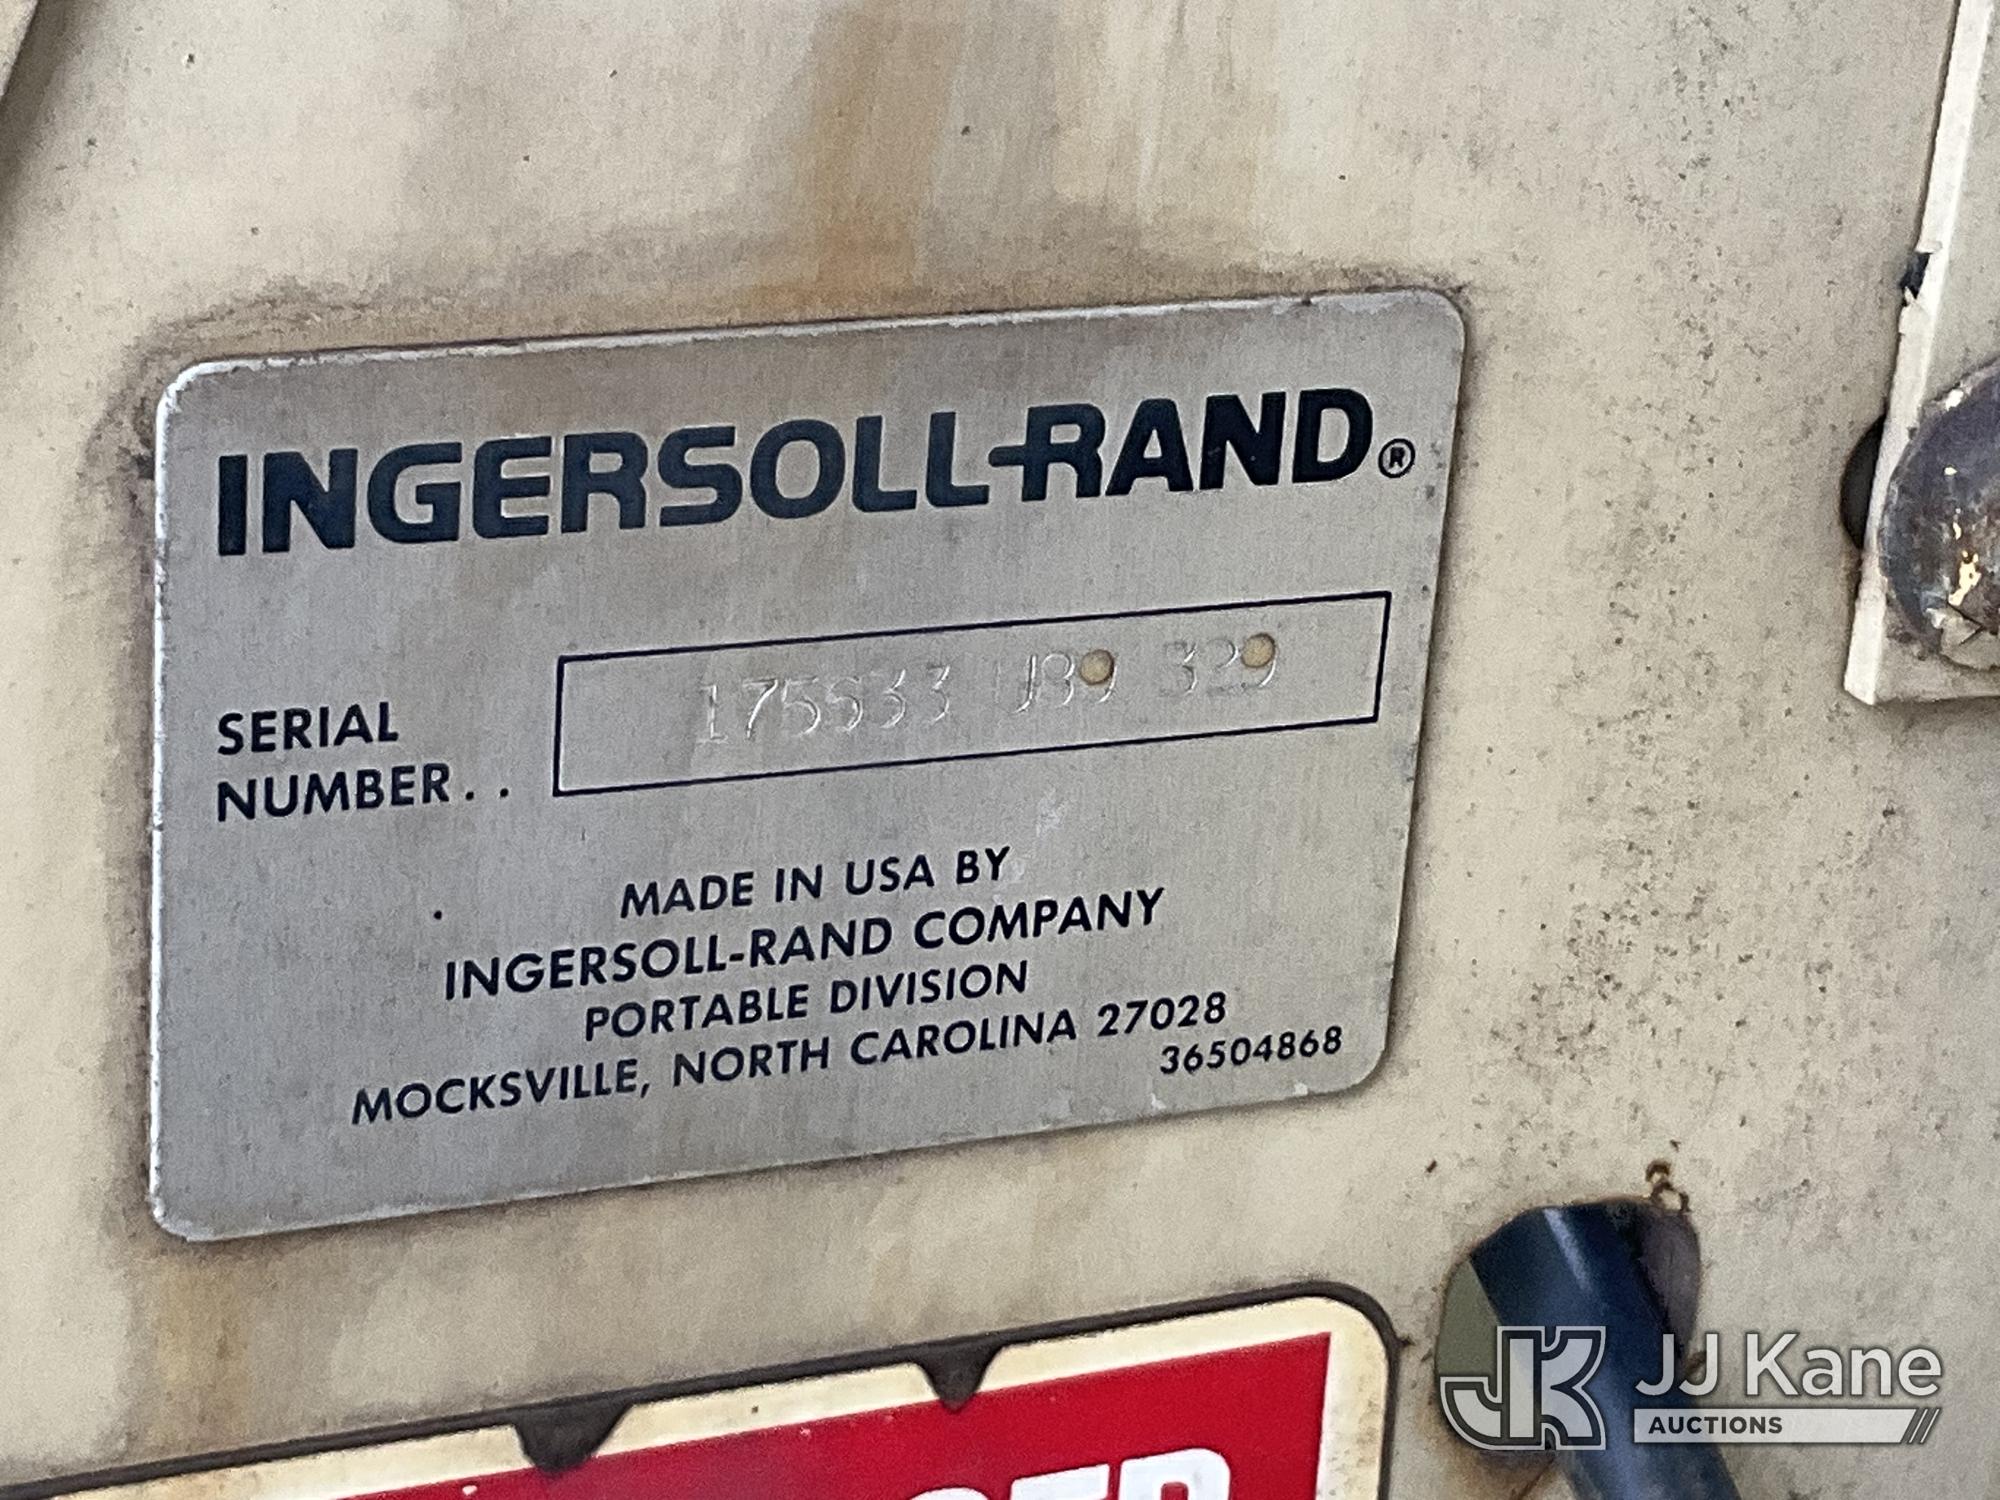 INGERSOLL-RAND®
SERIAL NUMBER.. 175533 U89 329
MADE IN USA BY
INGERSOLL-RAND COMPANY
PORTABLE DIVISION
MOCKSVILLE, NORTH CAROLINA 27028
36504868
JK JJ Kane
AUCTIONS